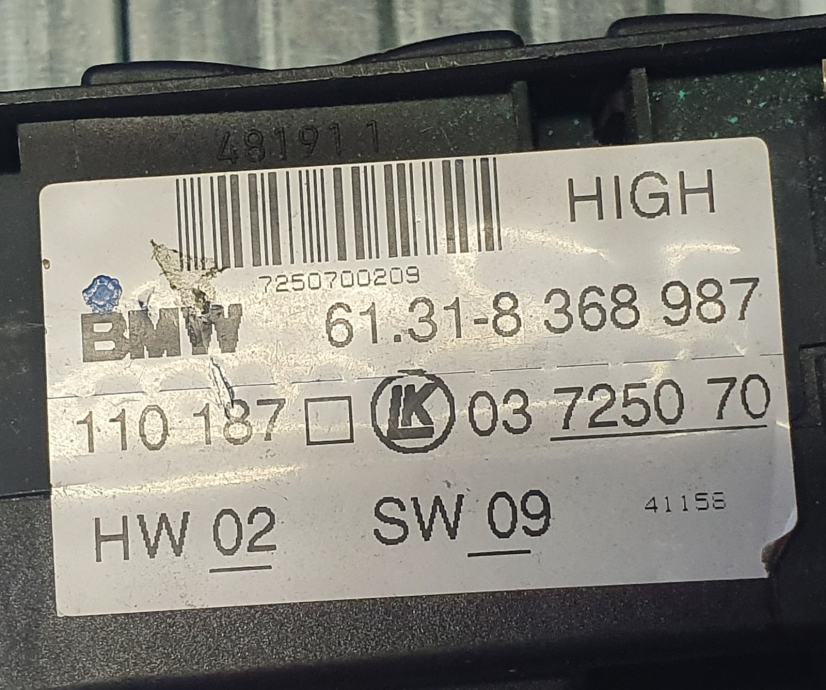 481911
HIGH
7250700209
BMW 61.31-8 368 987
110 187 LK 03 7250 70
HW 02 SW 09 41158